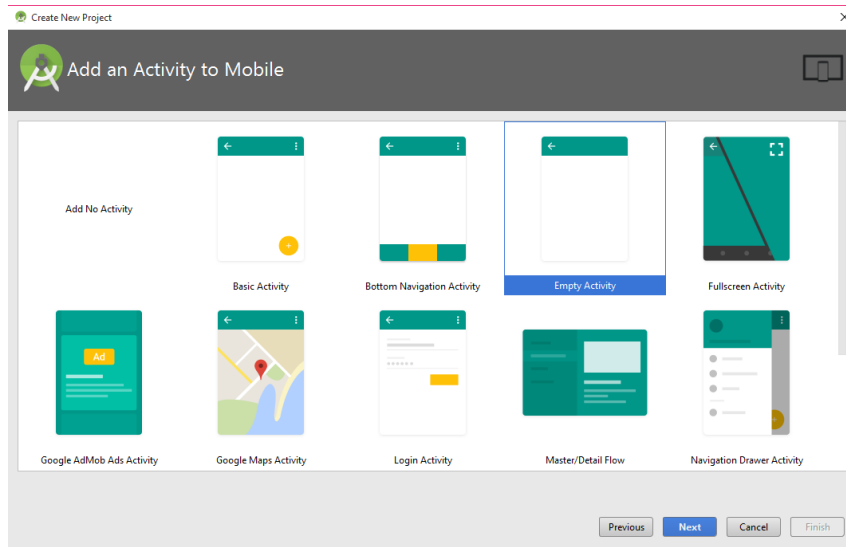 Create New Project
Add an Activity to Mobile
Add No Activity
Basic Activity
Bottom Navigation Activity
Empty Activity
Fullscreen Activity
Ad
Google AdMob Ads Activity
Google Maps Activity
Login Activity
Master/Detail Flow
Navigation Drawer Activity
Previous
Next
Cancel
Finish